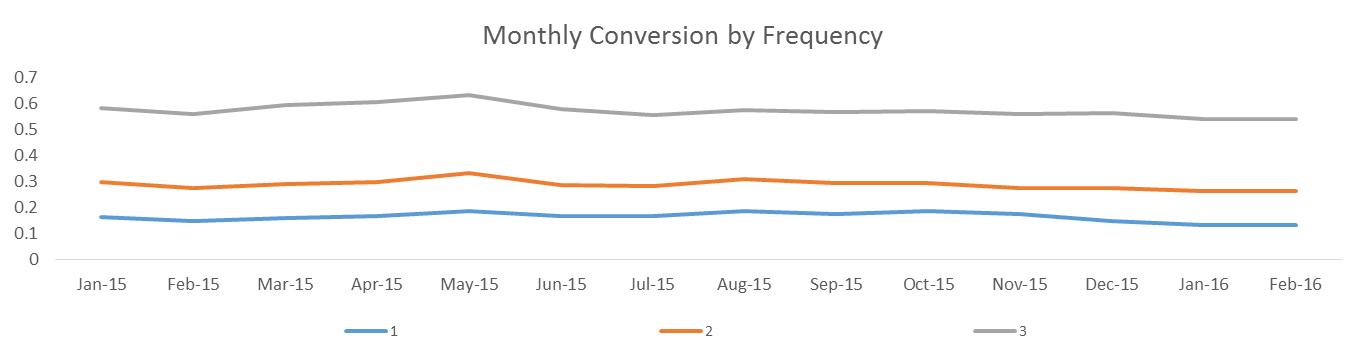 Monthly Conversion by Frequency
0.7
0.6
0.5
0.4
0.3
0.2
0.1
0
Jan-15 Feb-15 Mar-15 Apr-15 May-15 Jun-15 Jul-15 Aug-15 Sep-15 Oct-15 Nov-15 Dec-15 Jan-16 Feb-16
1 2 3